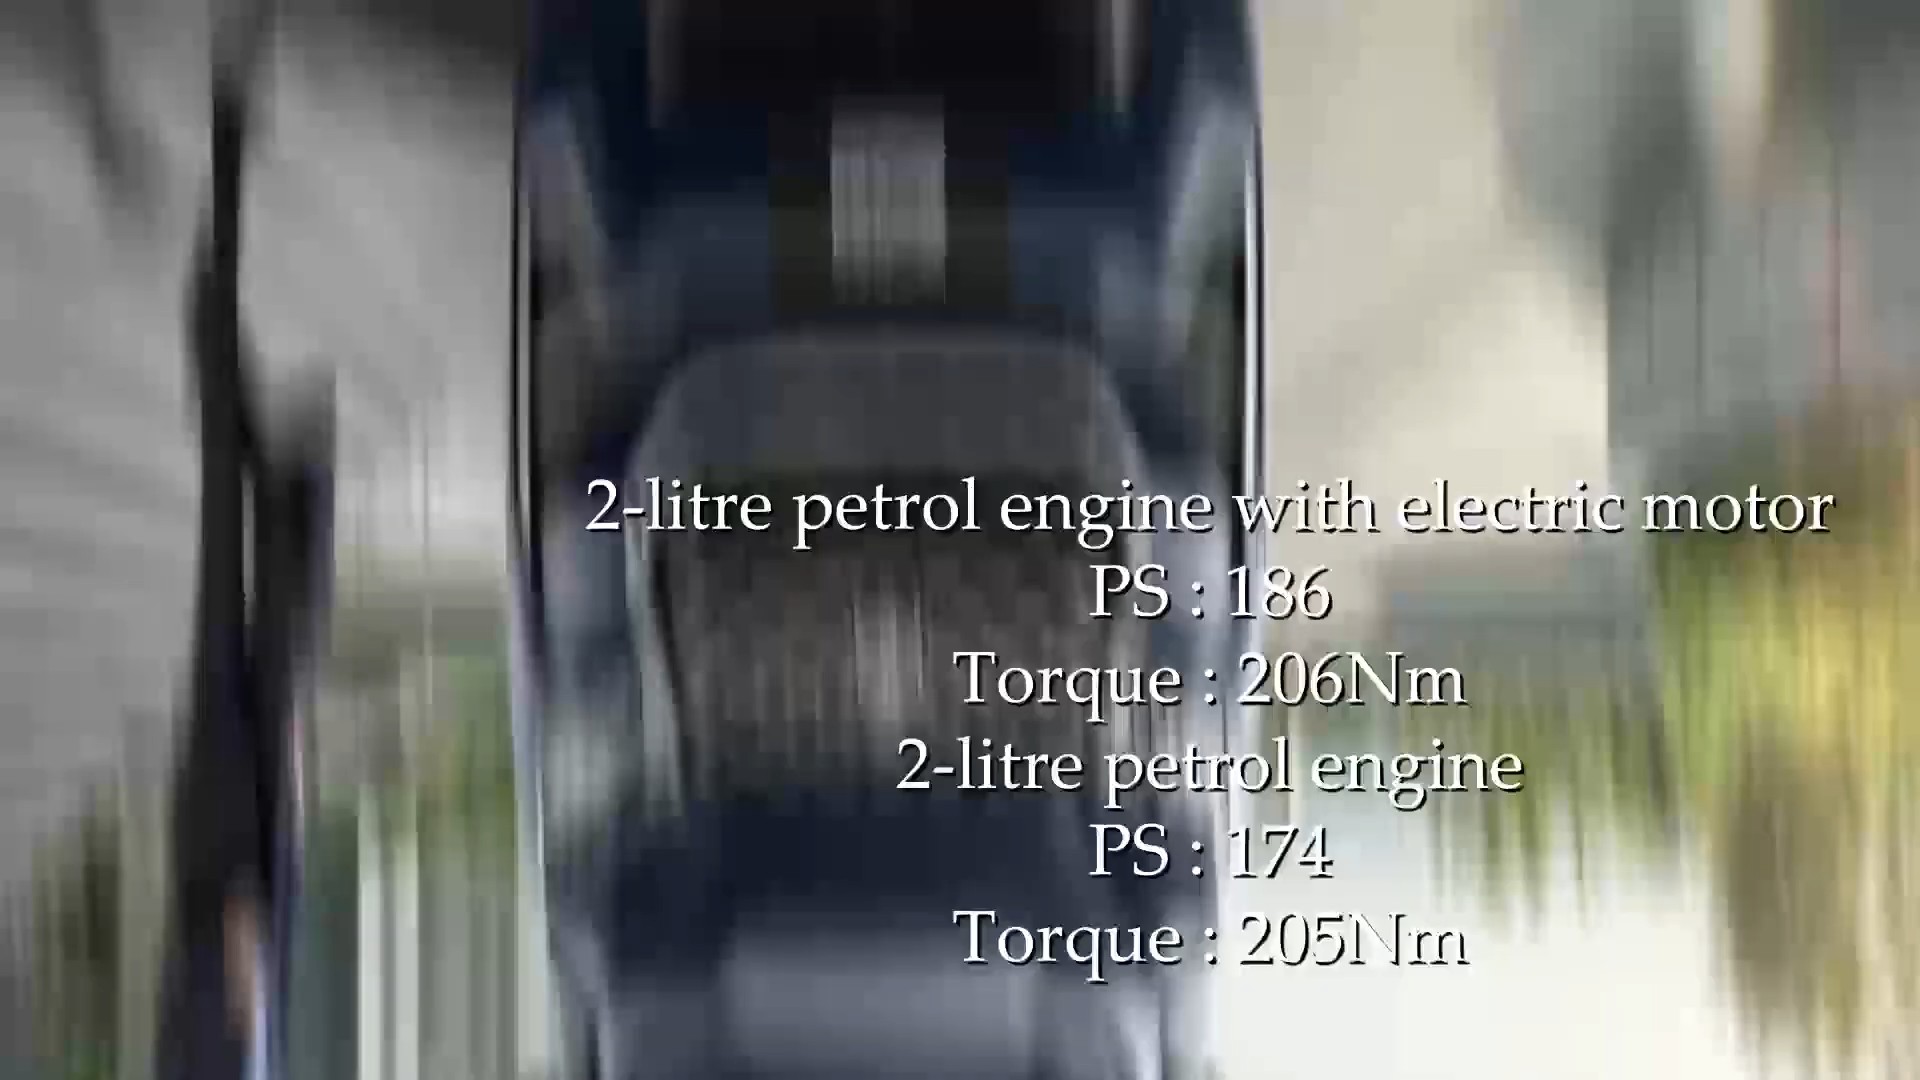 2-litre petrol engine with electric motor
PS : 186
Torque : 206Nm
2-litre petrol engine
PS : 174
Torque : 205Nm